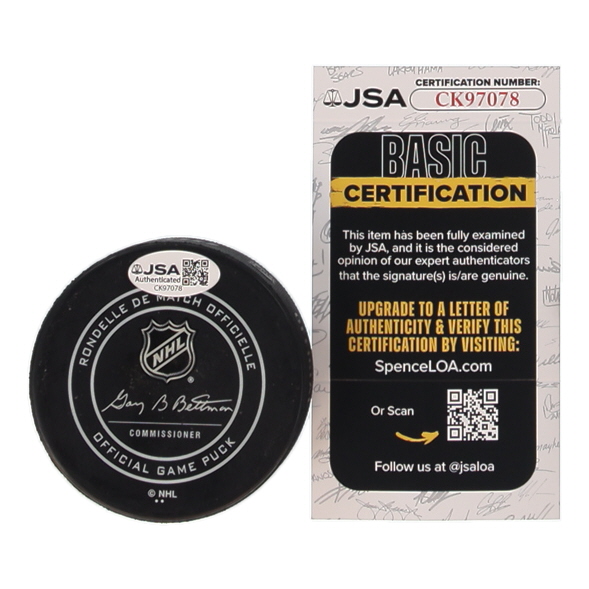 JSA
Authenticated
CK97078
RONDELLE DE MATCH OFFICIELLE
NHL
®
Gary B Bettman
COMMISSIONER
OFFICIAL GAME PUCK
© NHL
JSA
CERTIFICATION NUMBER:
CK97078
BASIC
CERTIFICATION
This item has been fully examined
by JSA, and it is the considered
opinion of our expert authenticators
that the signature(s) is/are genuine.
UPGRADE TO A LETTER OF
AUTHENTICITY & VERIFY THIS
CERTIFICATION BY VISITING:
SpenceLOA.com
Or Scan
Follow us at @jsaloa